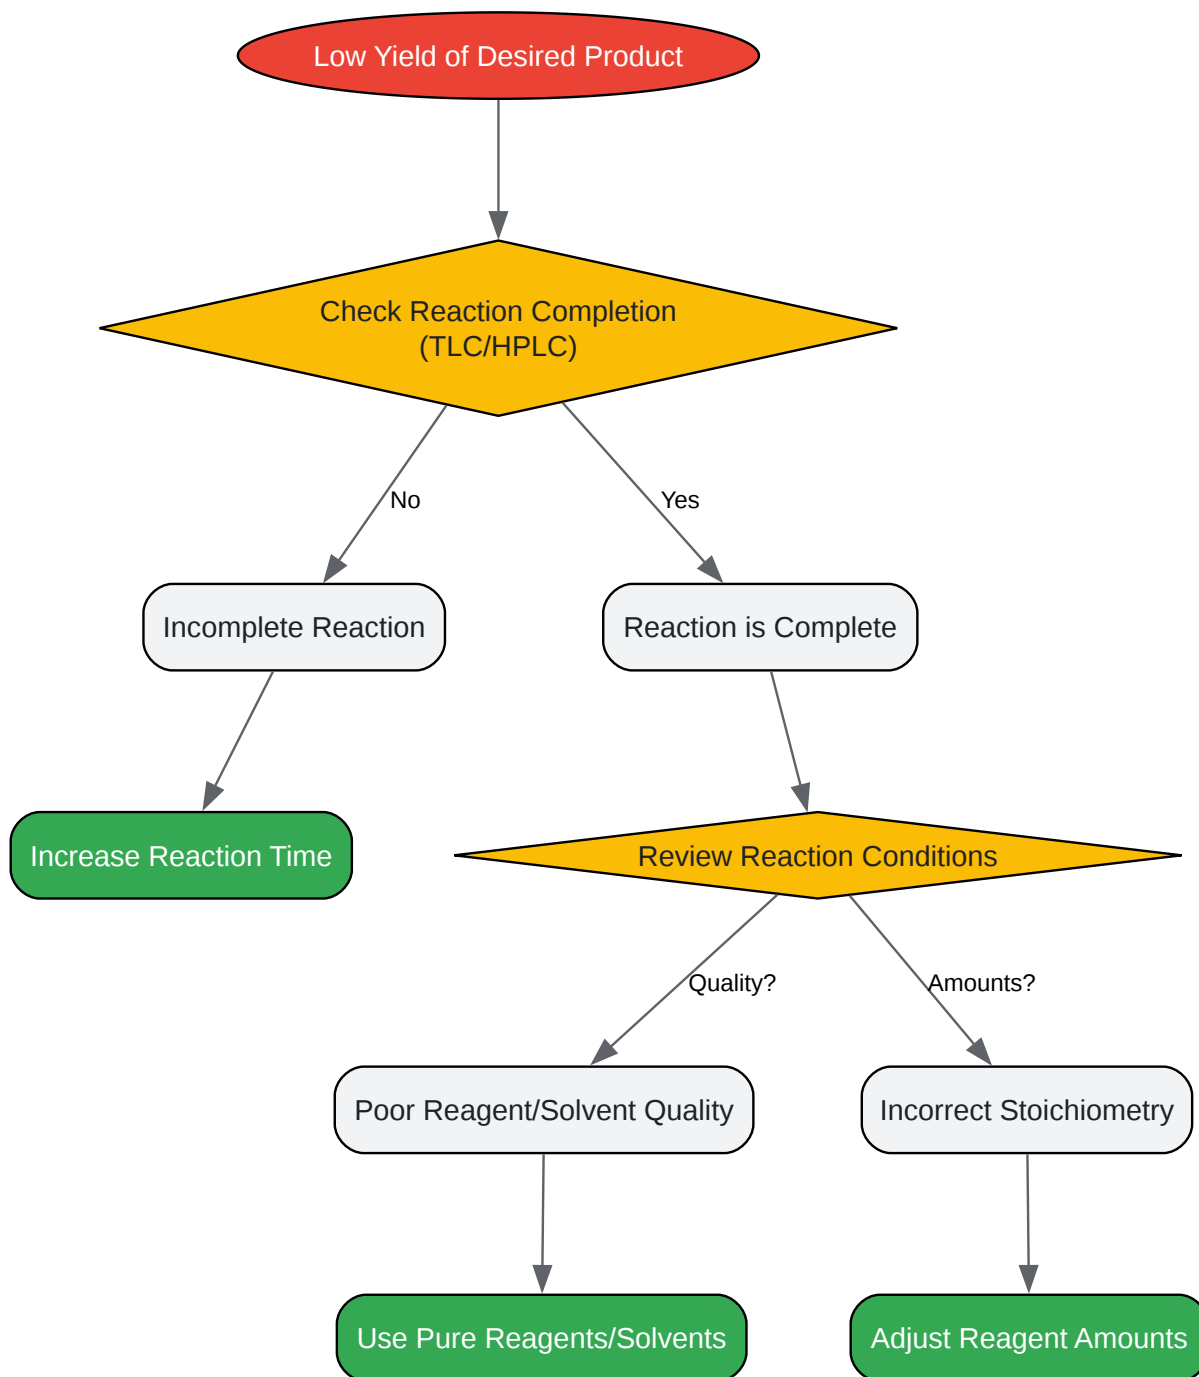 Low Yield of Desired Product
Check Reaction Completion
(TLC/HPLC)
No
Yes
Incomplete Reaction
Reaction is Complete
Increase Reaction Time
Review Reaction Conditions
Quality?
Amounts?
Poor Reagent/Solvent Quality
Incorrect Stoichiometry
Use Pure Reagents/Solvents
Adjust Reagent Amounts